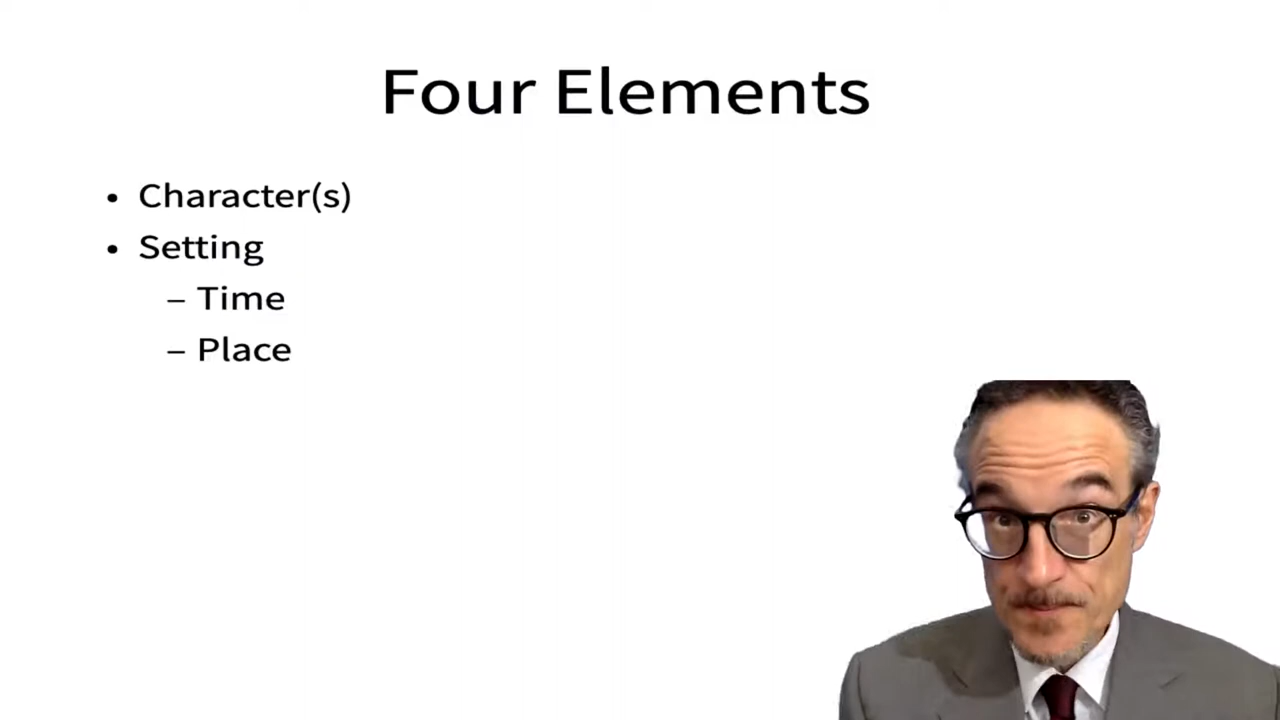 Four Elements
• Character(s)
• Setting
– Time
– Place